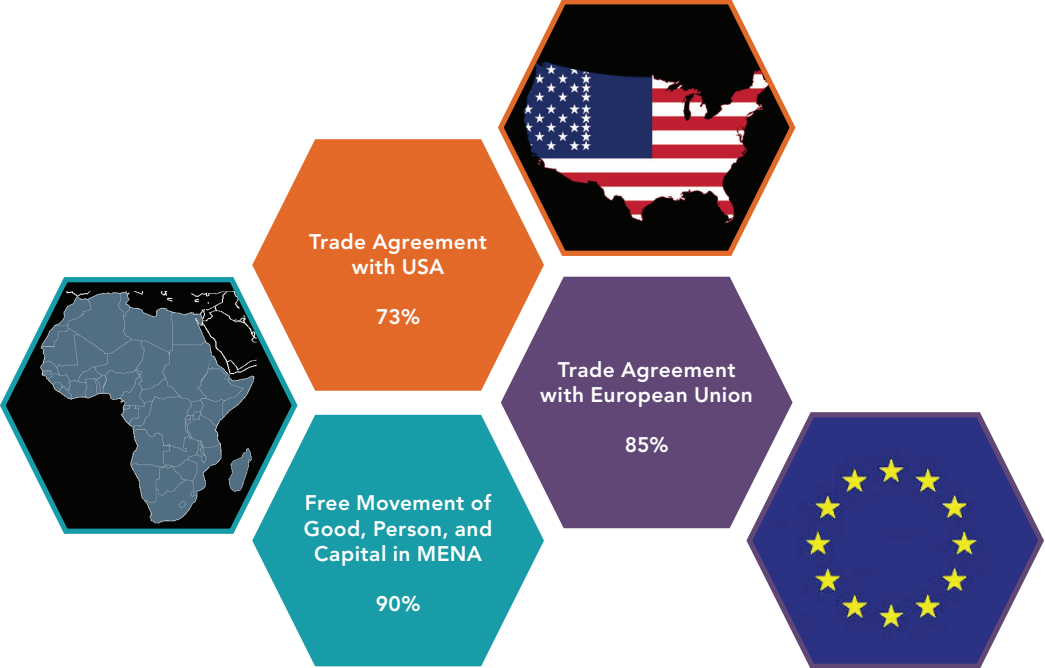 Trade Agreement
with USA
73%
Trade Agreement
with European Union
85%
Free Movement of
Good, Person, and
Capital in MENA
90%